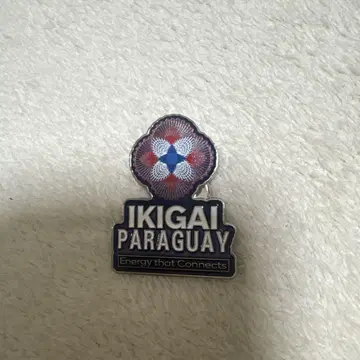 IKIGAI
PARAGUAY
Energy that Connects